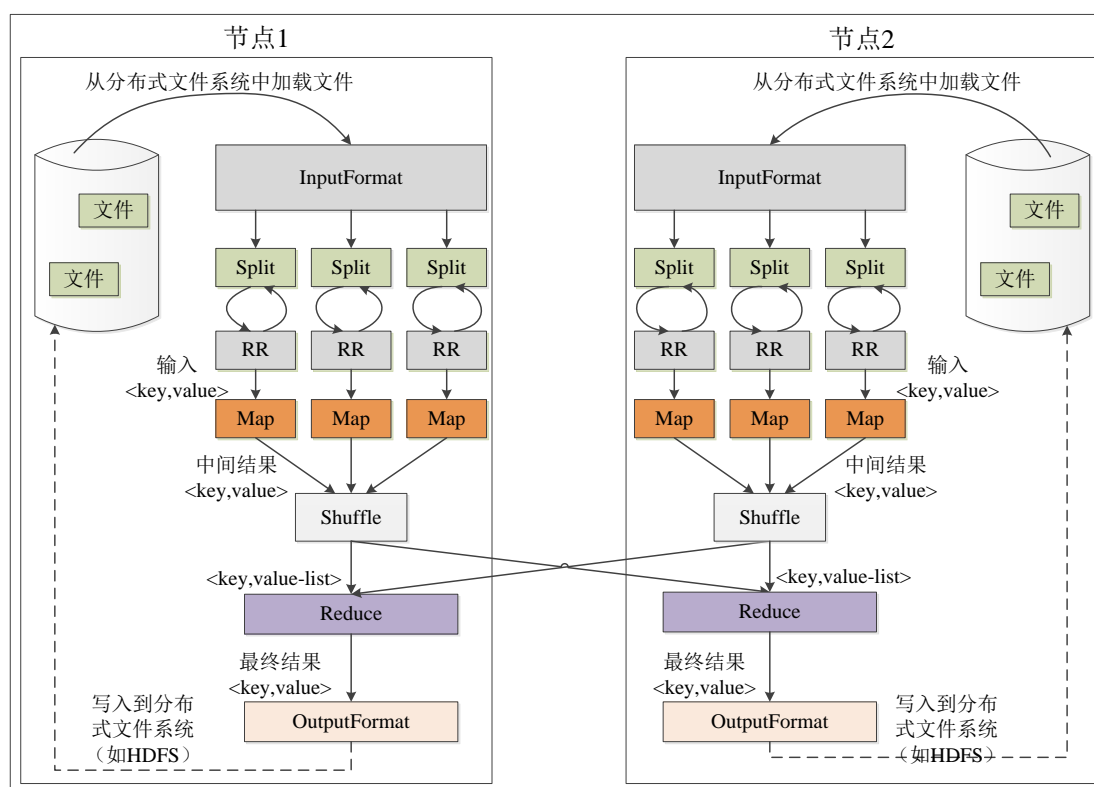 节点1
从分布式文件系统中加载文件
InputFormat
文件
文件
Split
Split
Split
RR
RR
RR
输入
<key,value>
Map
Map
Map
中间结果
<key,value>
Shuffle
<key,value-list>
Reduce
最终结果
<key,value>
写入到分布
式文件系统
（如HDFS）
OutputFormat
节点2
从分布式文件系统中加载文件
InputFormat
文件
文件
Split
Split
Split
RR
RR
RR
输入
<key,value>
Map
Map
Map
中间结果
<key,value>
Shuffle
<key,value-list>
Reduce
最终结果
<key,value>
OutputFormat
写入到分布
式文件系统
（如HDFS）